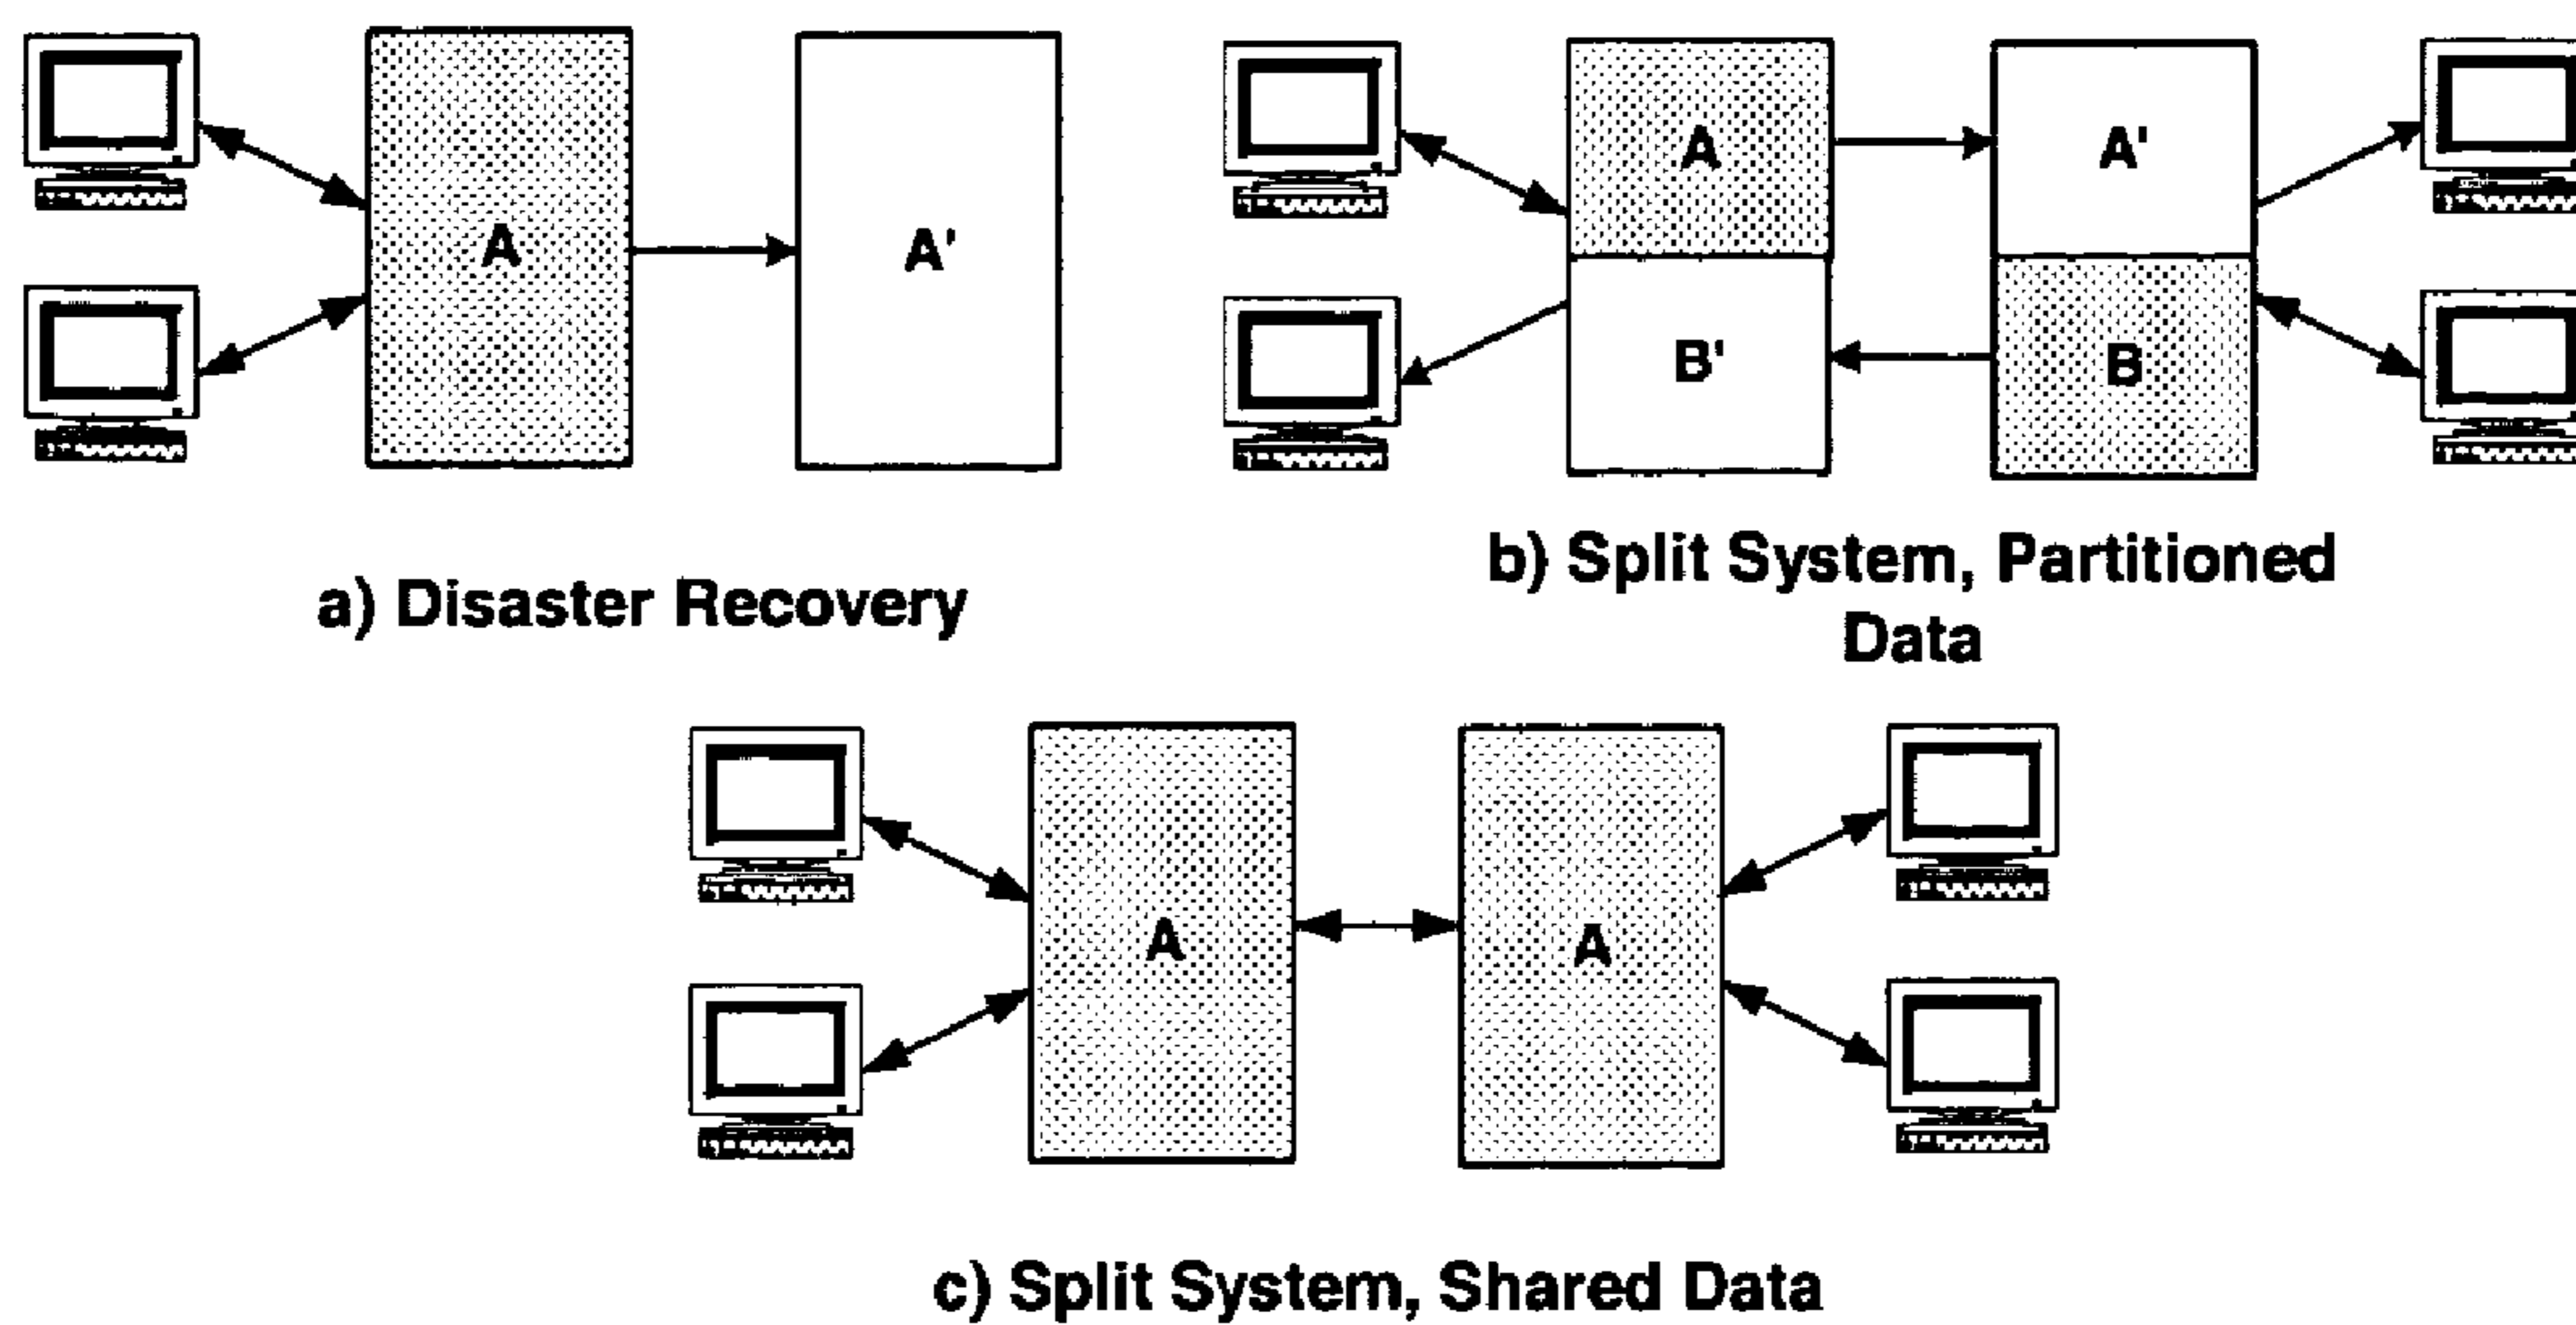 A
A'
a) Disaster Recovery
A
A'
B'
B
b) Split System, Partitioned
Data
A
A
c) Split System, Shared Data